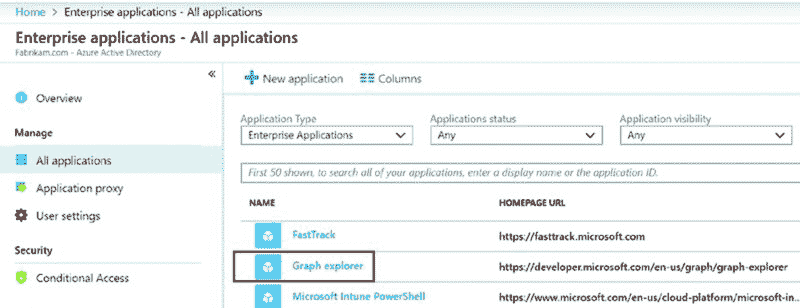 Home > Enterprise applications - All applications
Enterprise applications - All applications
Fabrikam.com - Azure Active Directory
«
New application
Columns
Overview
Manage
All applications
Application proxy
User settings
Security
Conditional Access
Application Type
Applications status
Application visibility
Enterprise Applications
Any
Any
First 50 shown, to search all of your applications, enter a display name or the application ID.
NAME
HOMEPAGE URL
FastTrack
https://fasttrack.microsoft.com
Graph explorer
https://developer.microsoft.com/en-us/graph/graph-explorer
Microsoft Intune PowerShell
https://www.microsoft.com/en-us/cloud-platform/microsoft-in...